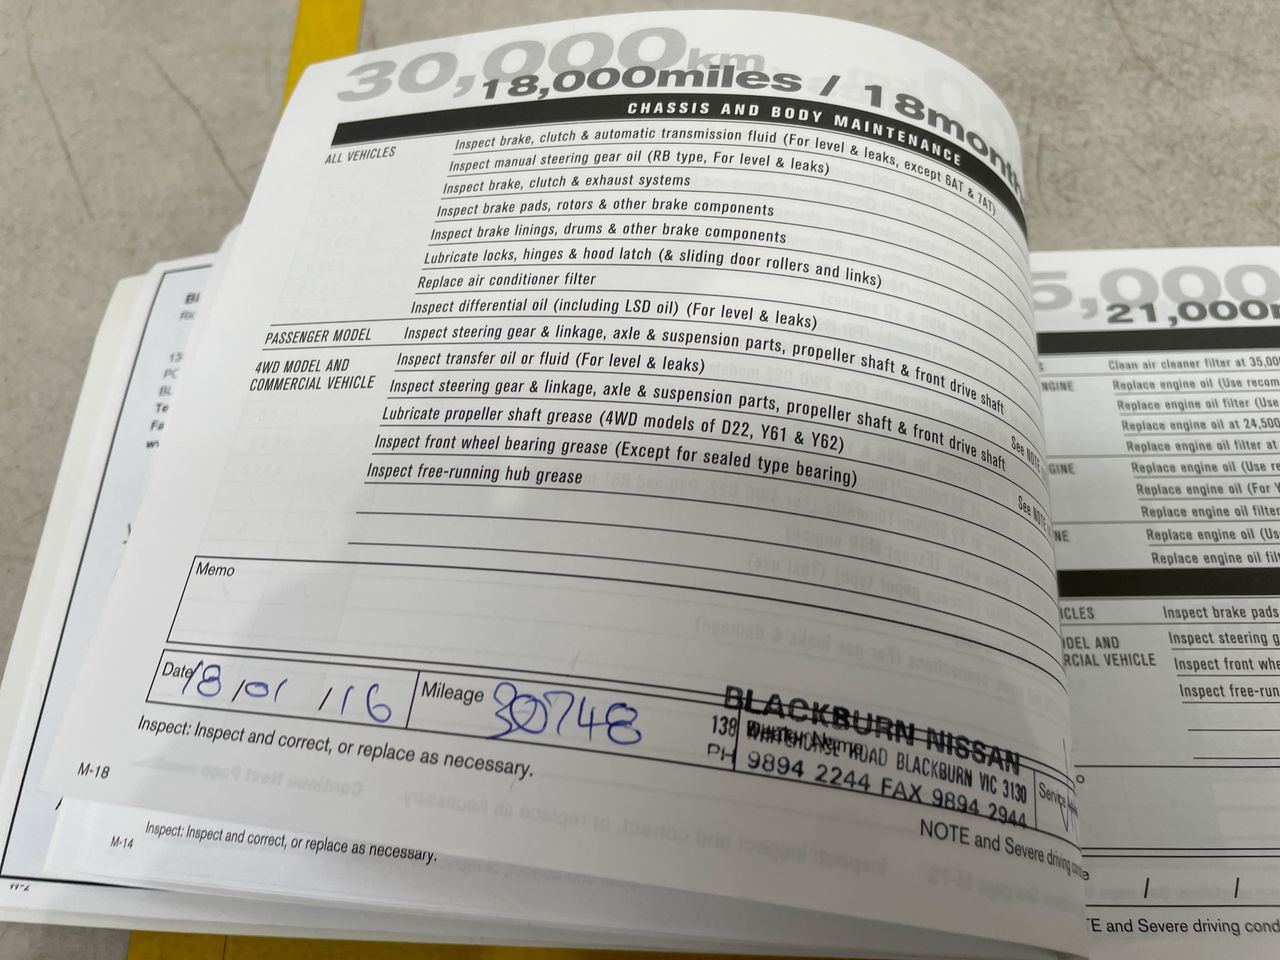 30,000km
18,000miles / 18month
CHASSIS AND BODY MAINTENANCE
ALL VEHICLES
Inspect brake, clutch & automatic transmission fluid (For level & leaks, except 6AT & 7AT)
Inspect manual steering gear oil (RB type, For level & leaks)
Inspect brake, clutch & exhaust systems
Inspect brake pads, rotors & other brake components
Inspect brake linings, drums & other brake components
Lubricate locks, hinges & hood latch (& sliding door rollers and links)
Replace air conditioner filter
Inspect differential oil (including LSD oil) (For level & leaks)
PASSENGER MODEL
Inspect steering gear & linkage, axle & suspension parts, propeller shaft & front drive shaft See NOTE
4WD MODEL AND
COMMERCIAL VEHICLE
Inspect transfer oil or fluid (For level & leaks)
Inspect steering gear & linkage, axle & suspension parts, propeller shaft & front drive shaft See NOTE
Lubricate propeller shaft grease (4WD models of D22, Y61 & Y62)
Inspect front wheel bearing grease (Except for sealed type bearing)
Inspect free-running hub grease
Memo
Date 18/01/16
Mileage 30748
BLACKBURN NISSAN
138 WHITEHORSE ROAD BLACKBURN VIC 3130
PH 9894 2244 FAX 9894 2944
Inspect: Inspect and correct, or replace as necessary.
NOTE and Severe driving
M-18
M-14
Inspect: Inspect and correct, or replace as necessary.
5,000
21,000
Clean air cleaner filter at 35,00
NGINE
Replace engine oil (Use recom
Replace engine oil filter (Use
Replace engine oil at 24,500
Replace engine oil filter at
GINE
Replace engine oil (Use re
Replace engine oil (For Y
Replace engine oil filter
NE
Replace engine oil (Us
Replace engine oil filt
ICLES
Inspect brake pads
ODEL AND
RCIAL VEHICLE
Inspect steering g
Inspect front whe
Inspect free-run
/ /
E and Severe driving cond